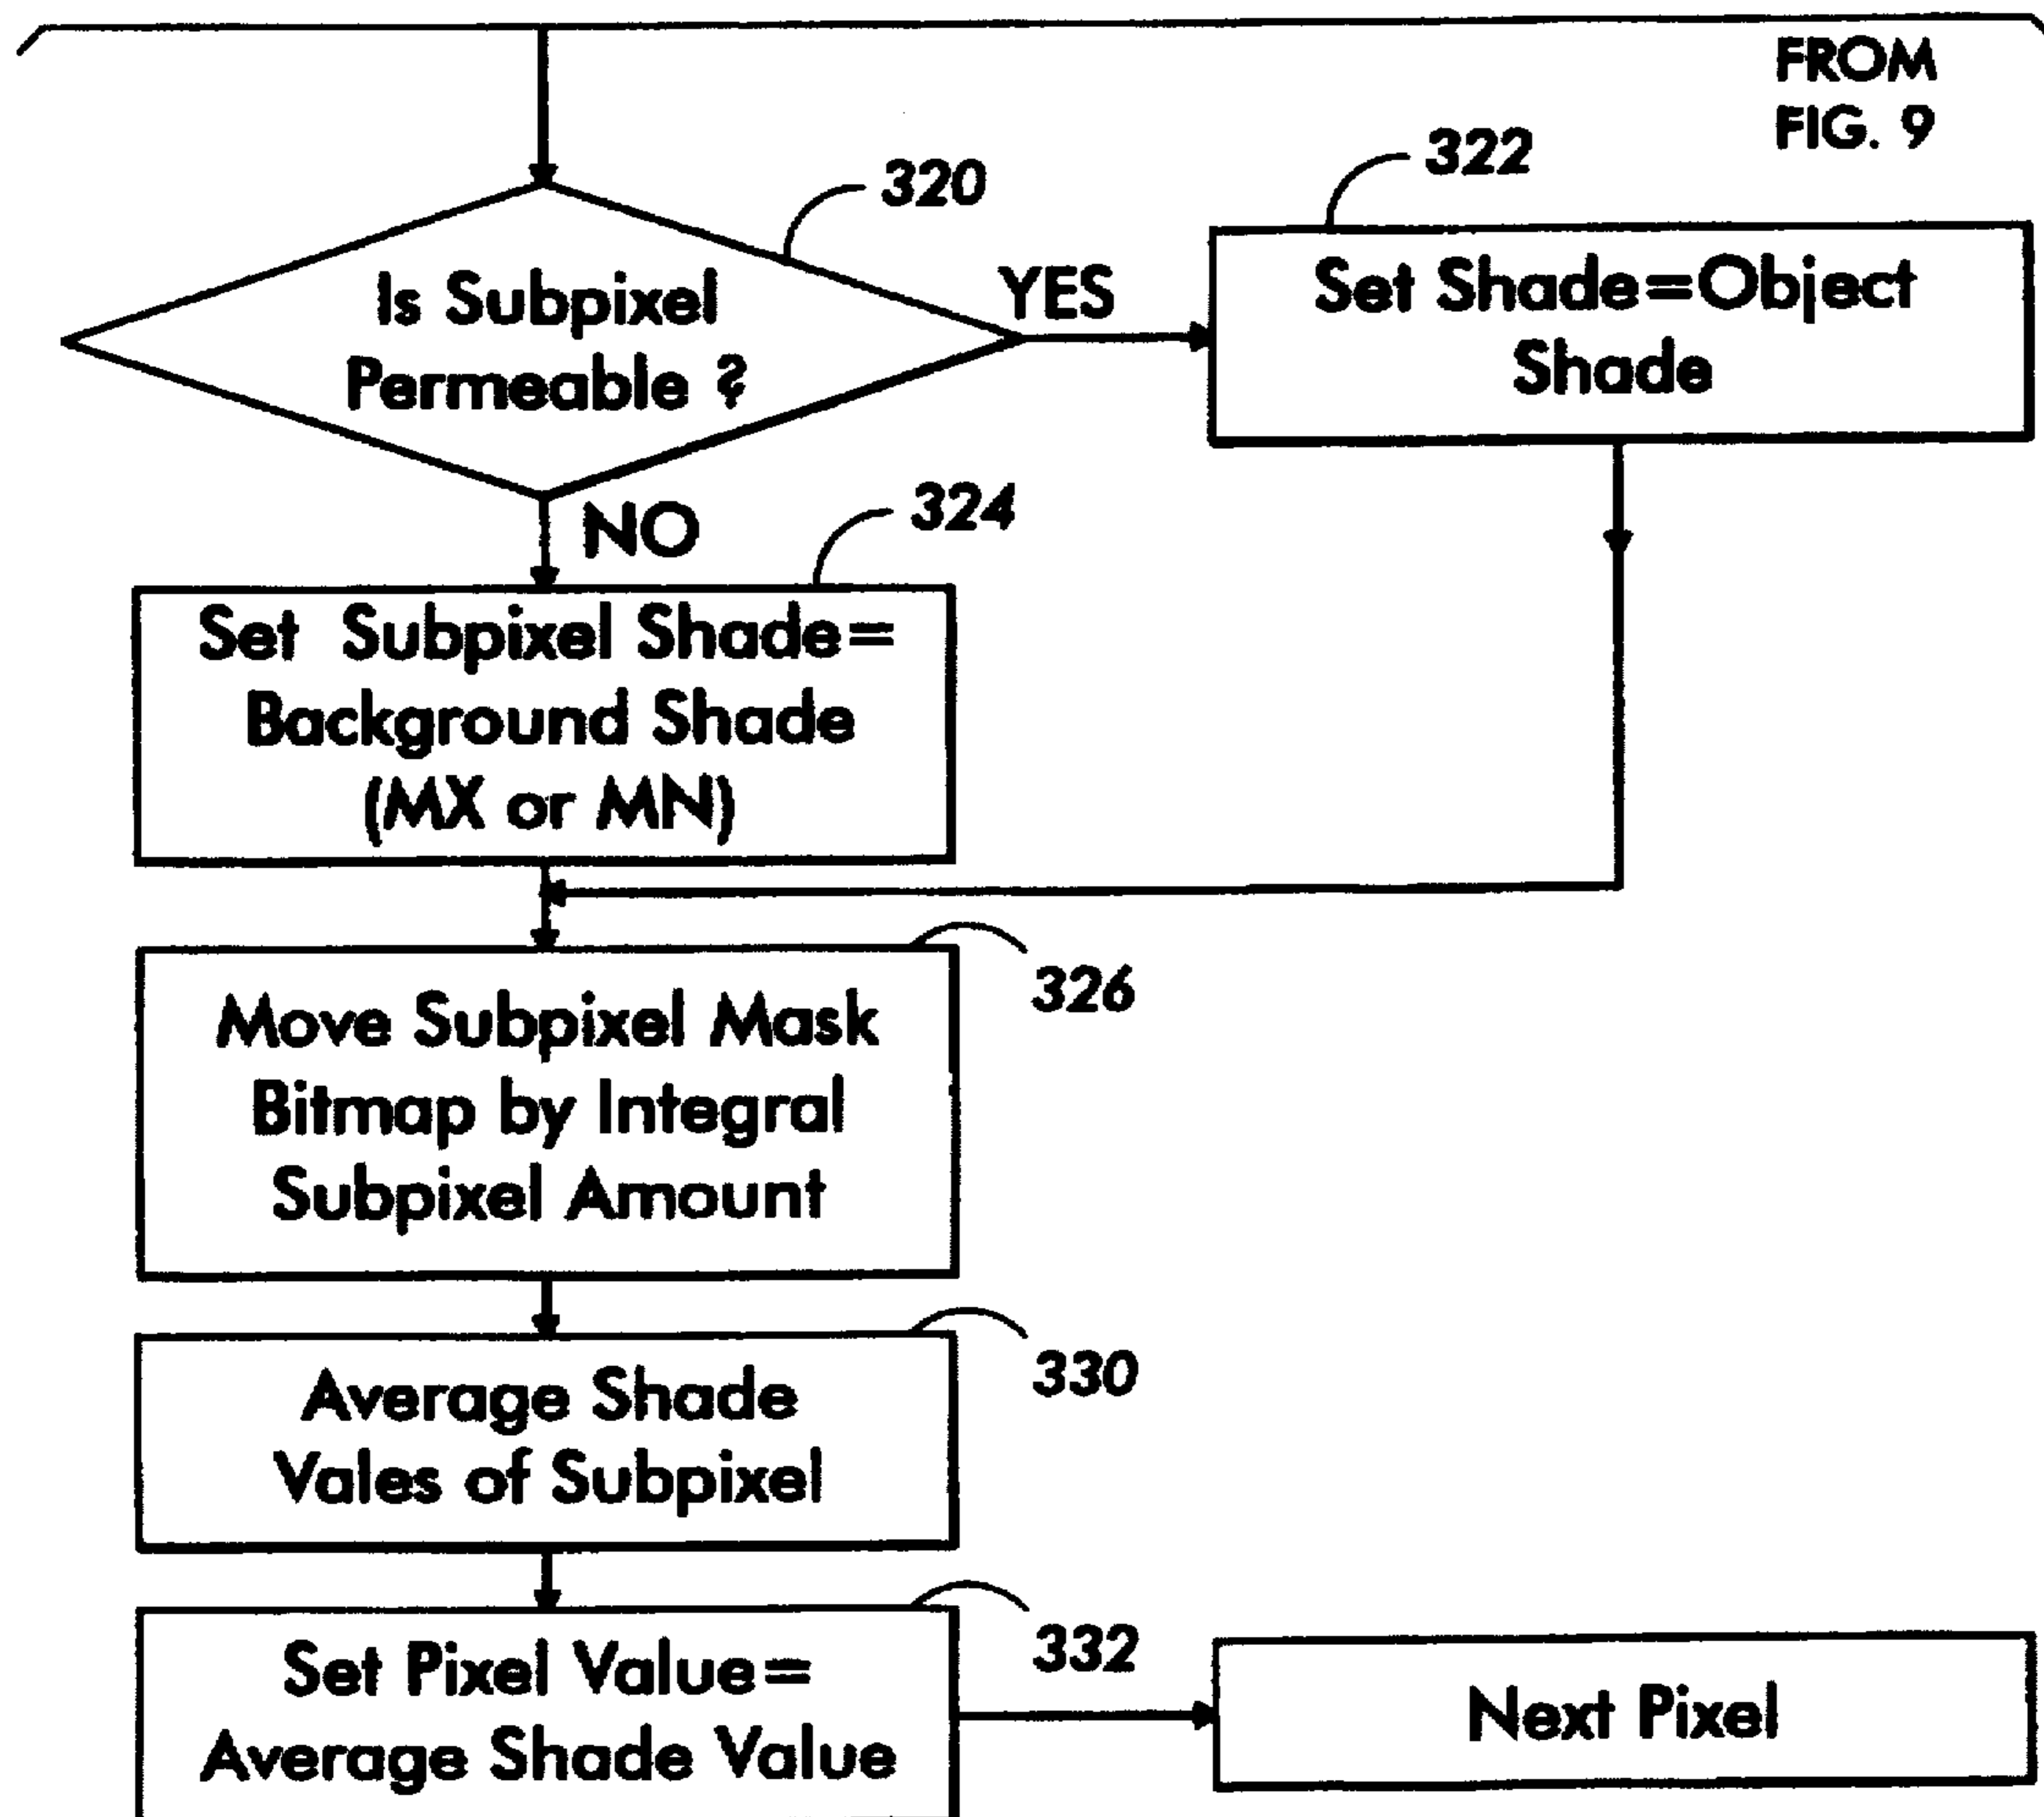 FROM
FIG. 9
320
322
Is Subpixel
Permeable ?
YES
Set Shade=Object
Shade
NO
324
Set Subpixel Shade=
Background Shade
(MX or MN)
326
Move Subpixel Mask
Bitmap by Integral
Subpixel Amount
330
Average Shade
Vales of Subpixel
332
Set Pixel Value=
Average Shade Value
Next Pixel